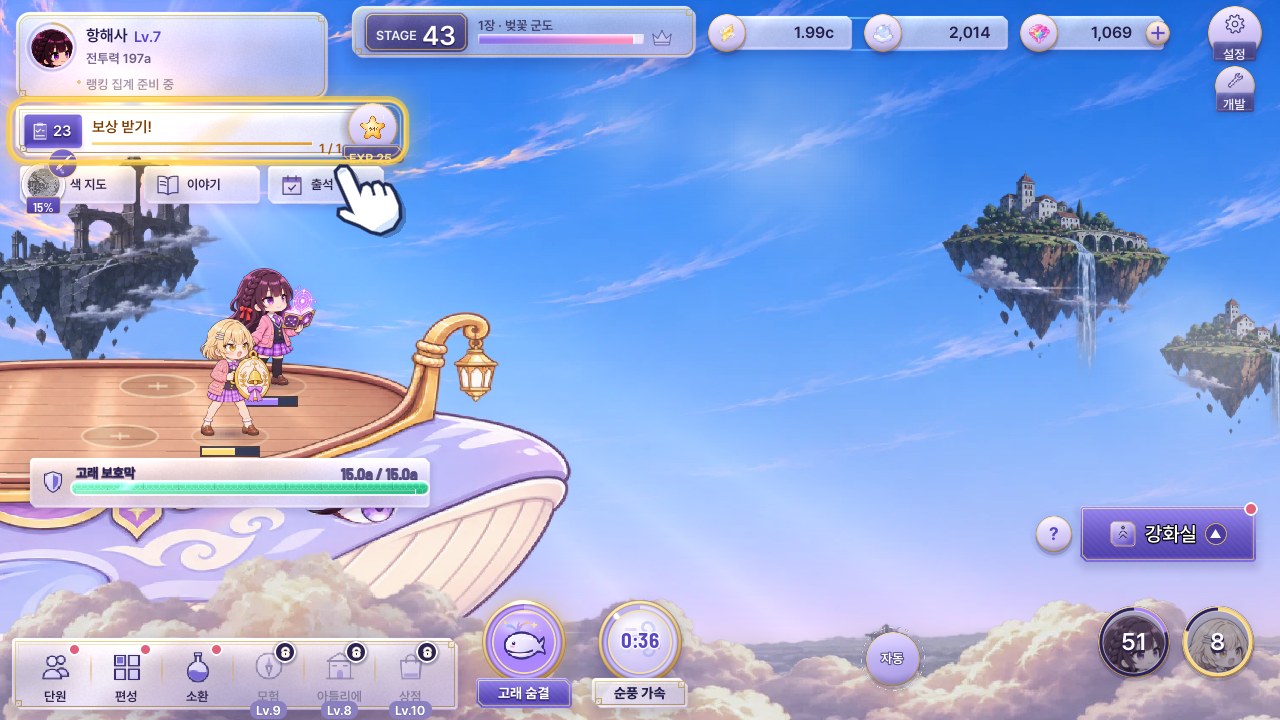 항해사 Lv.7
전투력 197a
* 랭킹 집계 준비 중
STAGE 43
1장 · 벚꽃 군도
1.99c
2,014
1,069
설정
개발
23
보상 받기!
1/1
EXP 26
15%
색 지도
이야기
출석
고래 보호막
15.0a / 15.0a
?
강화실
단원
편성
소환
모험
Lv.9
아틀리에
Lv.8
상점
Lv.10
고래 숨결
0:36
순풍 가속
자동
51
8